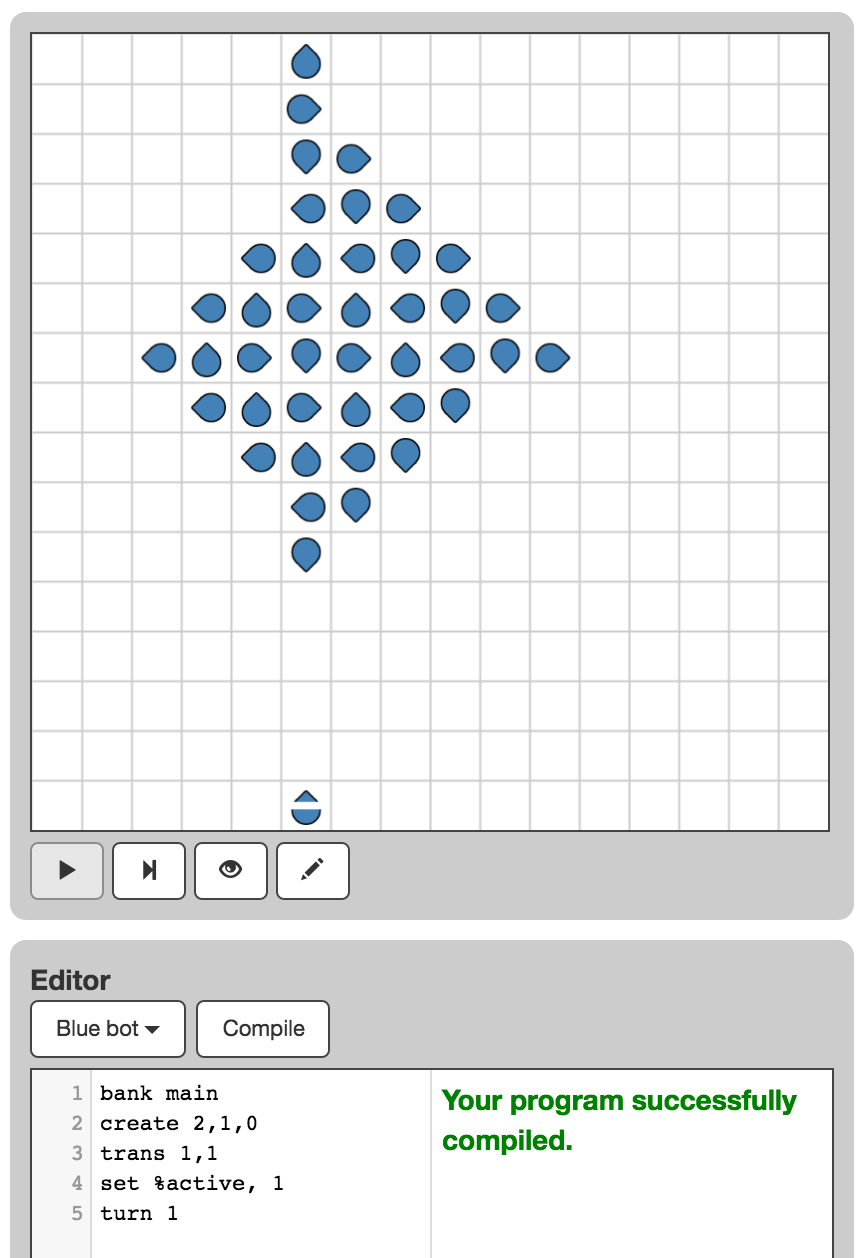 Editor
Blue bot
Compile
1 bank main
2 create 2,1,0
3 trans 1,1
4 set %active, 1
5 turn 1
Your program successfully
compiled.